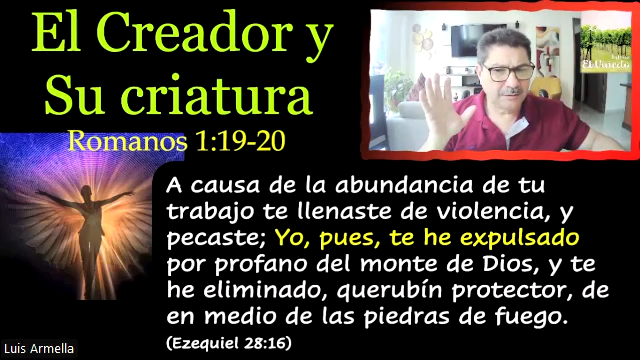 El Creador y
Su criatura
Romanos 1:19-20
El Viñedo
A causa de la abundancia de tu
trabajo te llenaste de violencia, y
pecaste; Yo, pues, te he expulsado
por profano del monte de Dios, y te
he eliminado, querubín protector, de
en medio de las piedras de fuego.
(Ezequiel 28:16)
Luis Armella